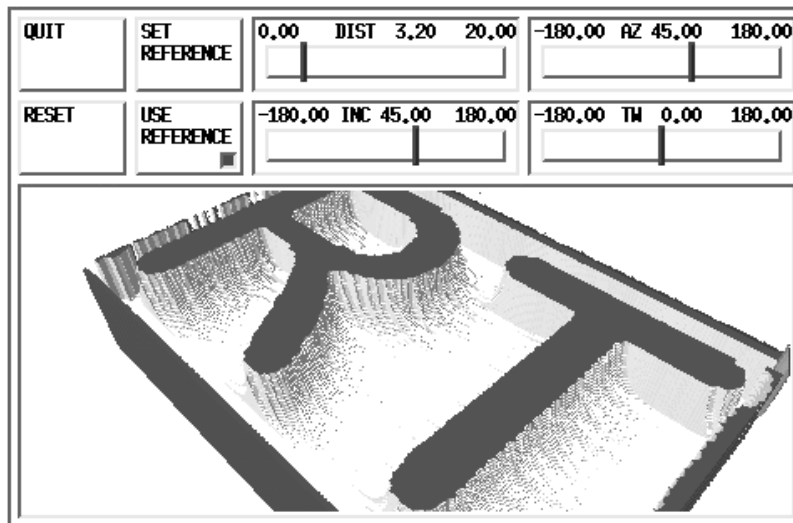 QUIT
SET REFERENCE
0.00 DIST 3.20 20.00
-180.00 AZ 45.00 180.00
RESET
USE REFERENCE
-180.00 INC 45.00 180.00
-180.00 TW 0.00 180.00
R T